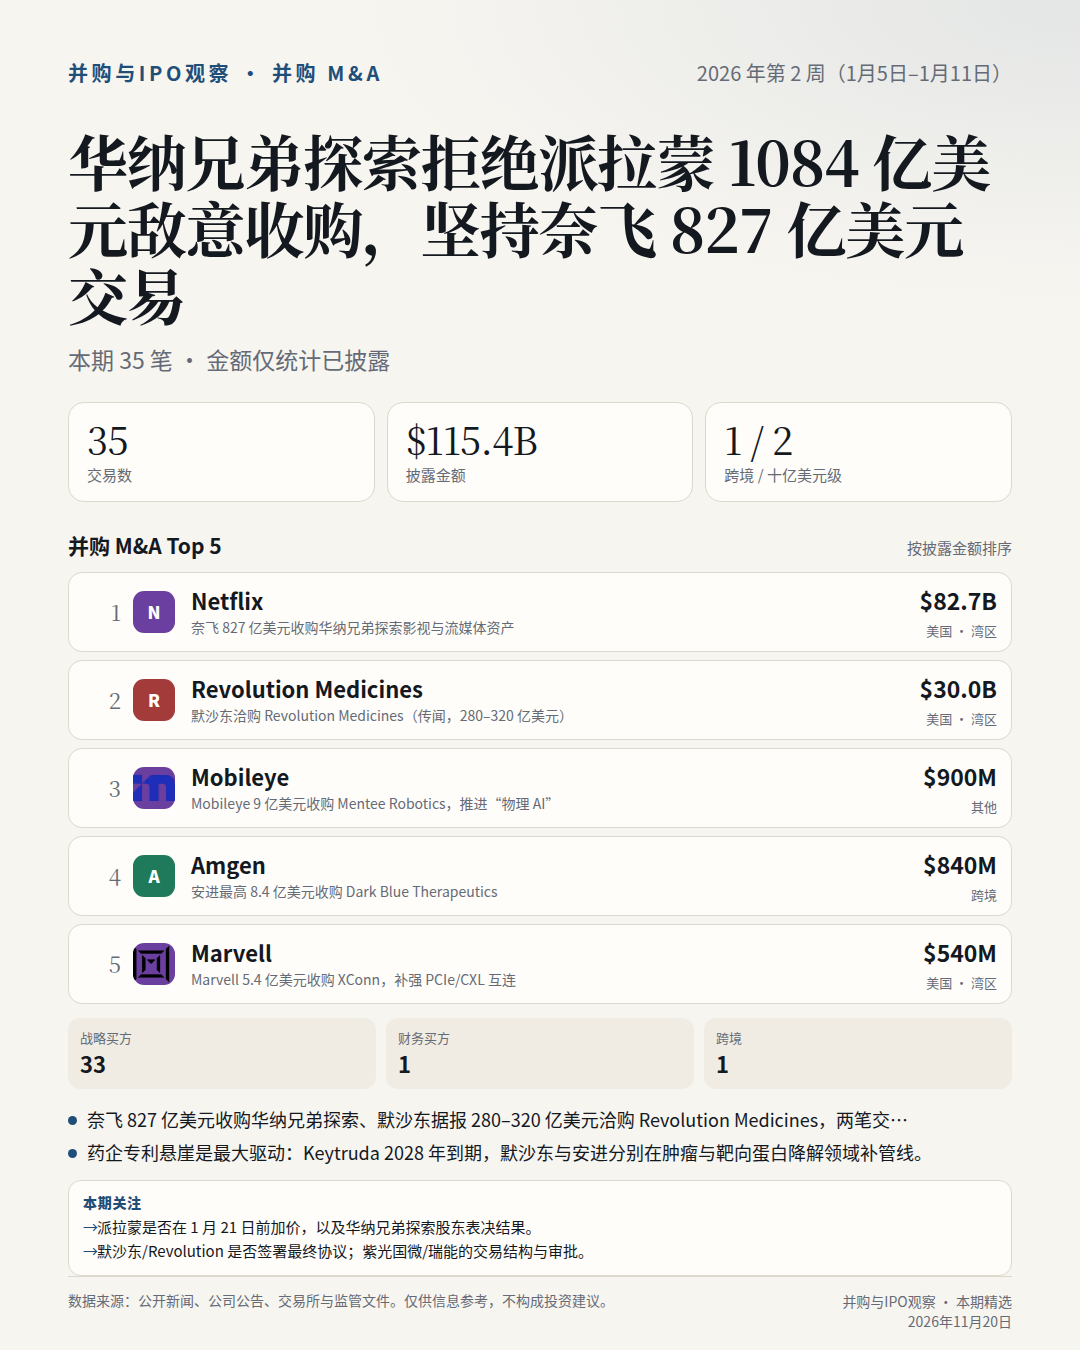 并购与IPO观察 · 并购 M&A
2026 年第 2 周（1月5日–1月11日）
华纳兄弟探索拒绝派拉蒙 1084 亿美
元敌意收购，坚持奈飞 827 亿美元
交易
本期 35 笔 · 金额仅统计已披露
35
交易数
$115.4B
披露金额
1 / 2
跨境 / 十亿美元级
并购 M&A Top 5
按披露金额排序
1
N
Netflix
奈飞 827 亿美元收购华纳兄弟探索影视与流媒体资产
$82.7B
美国 · 湾区
2
R
Revolution Medicines
默沙东洽购 Revolution Medicines（传闻，280–320 亿美元）
$30.0B
美国 · 湾区
3
Mobileye
Mobileye 9 亿美元收购 Mentee Robotics，推进“物理 AI”
$900M
其他
4
A
Amgen
安进最高 8.4 亿美元收购 Dark Blue Therapeutics
$840M
跨境
5
Marvell
Marvell 5.4 亿美元收购 XConn，补强 PCIe/CXL 互连
$540M
美国 · 湾区
战略买方
33
财务买方
1
跨境
1
奈飞 827 亿美元收购华纳兄弟探索、默沙东据报 280–320 亿美元洽购 Revolution Medicines，两笔交…
药企专利悬崖是最大驱动：Keytruda 2028 年到期，默沙东与安进分别在肿瘤与靶向蛋白降解领域补管线。
本期关注
→派拉蒙是否在 1 月 21 日前加价，以及华纳兄弟探索股东表决结果。
→默沙东/Revolution 是否签署最终协议；紫光国微/瑞能的交易结构与审批。
数据来源：公开新闻、公司公告、交易所与监管文件。仅供信息参考，不构成投资建议。
并购与IPO观察 · 本期精选
2026年11月20日